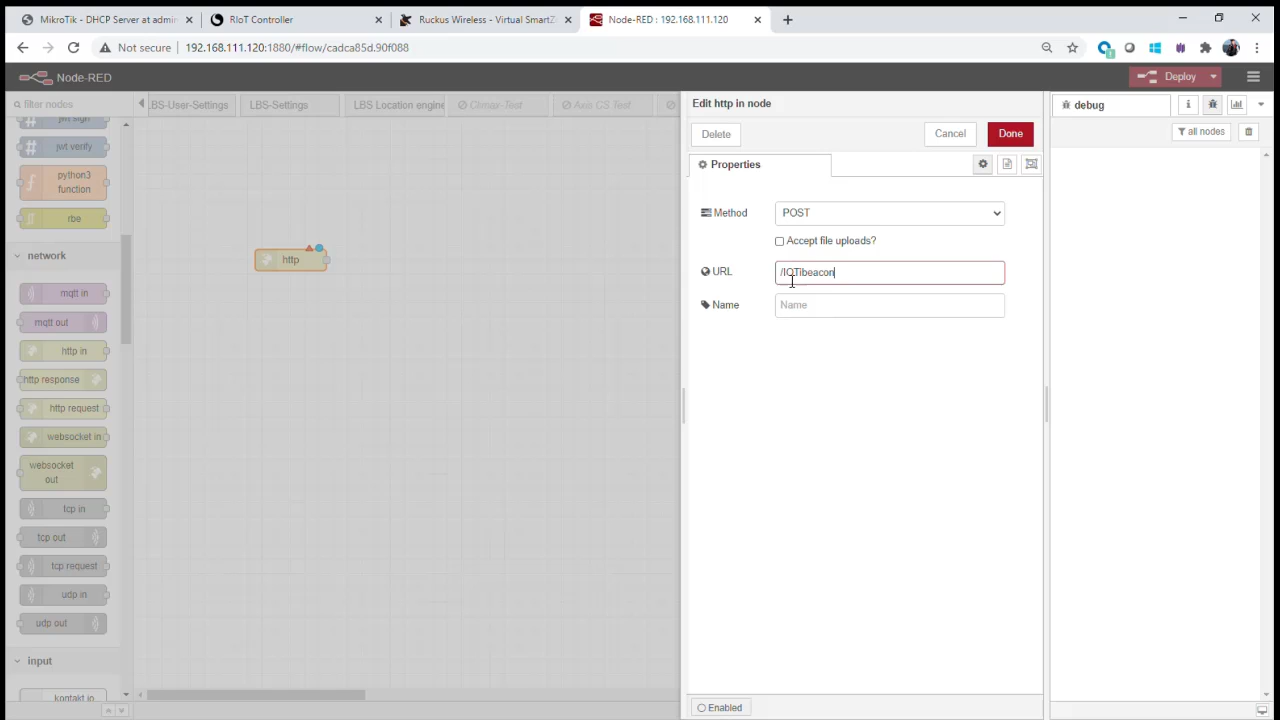 MikroTik - DHCP Server at admin
RIoT Controller
Ruckus Wireless - Virtual SmartZ
Node-RED : 192.168.111.120
Not secure
192.168.111.120:1880/#flow/cadca85d.90f088
Node-RED
Deploy
filter nodes
BS-User-Settings
LBS-Settings
LBS Location engine
Climax-Test
Axis CS Test
Edit http in node
debug
Delete
Cancel
Done
all nodes
jwt sign
jwt verify
Properties
python3
function
rbe
Method
POST
Accept file uploads?
network
http
URL
/IOTibeacon
mqtt in
Name
Name
mqtt out
http in
http response
http request
websocket in
websocket
out
tcp in
tcp out
tcp request
udp in
udp out
input
kontakt io
Enabled